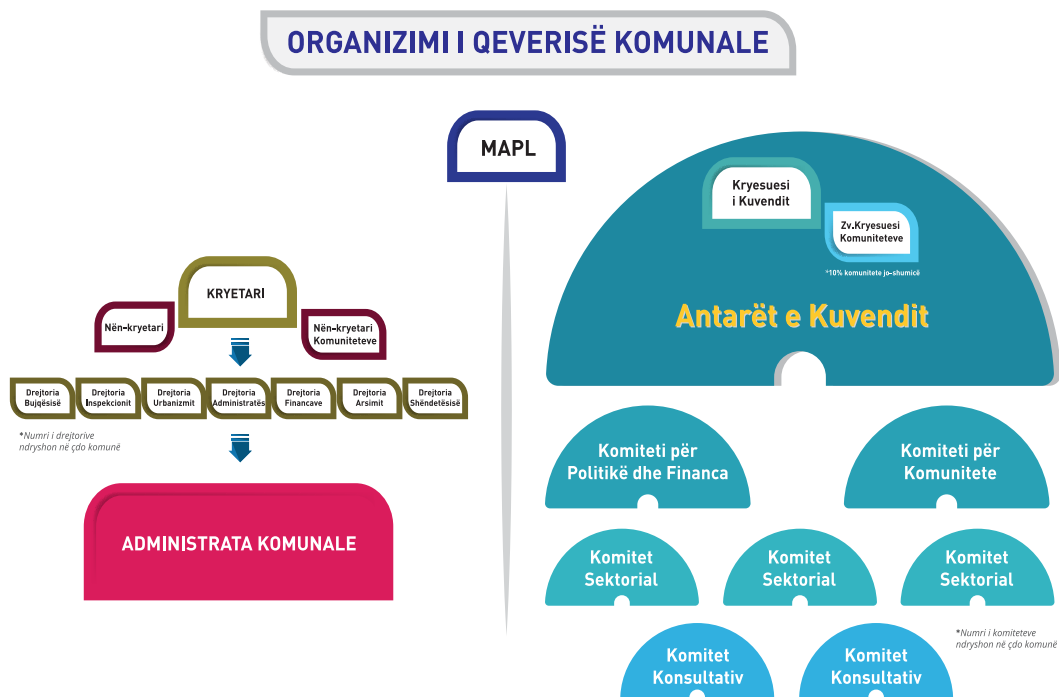 ORGANIZIMI I QEVERISË KOMUNALE
MAPL
KRYETARI
Nën-kryetari
Nën-kryetari
Komuniteteve
Drejtoria
Bujqësisë
Drejtoria
Inspekcionit
Drejtoria
Urbanizmit
Drejtoria
Administratës
Drejtoria
Financave
Drejtoria
Arsimit
Drejtoria
Shëndetësisë
*Numri i drejtorive
ndryshon në çdo komunë
ADMINISTRATA KOMUNALE
Kryesuesi
i Kuvendit
Zv.Kryesuesi
Komuniteteve
*10% komunitete jo-shumicë
Antarët e Kuvendit
Komiteti për
Politikë dhe Financa
Komiteti për
Komunitete
Komitet
Sektorial
Komitet
Sektorial
Komitet
Sektorial
*Numri i komiteteve
ndryshon në çdo komunë
Komitet
Konsultativ
Komitet
Konsultativ